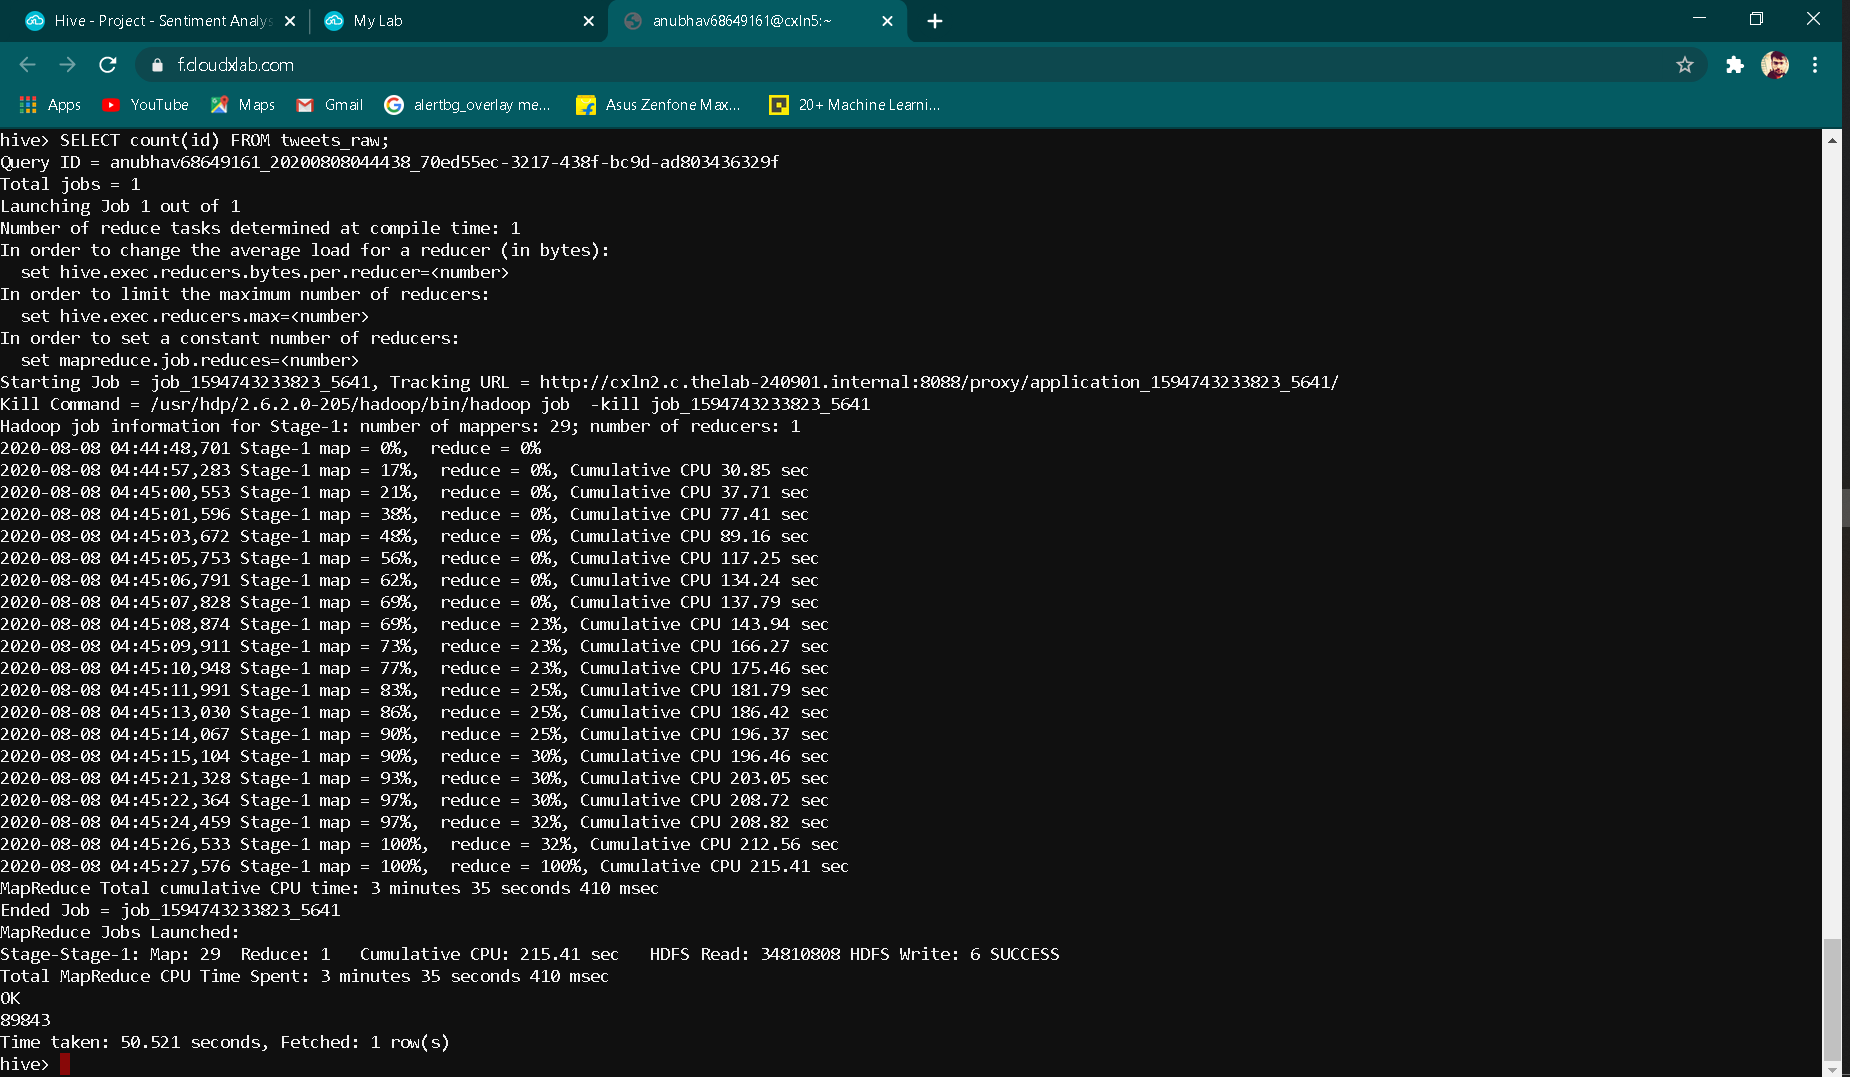 Hive - Project - Sentiment Analys
My Lab
anubhav68649161@cxln5:~
f.cloudxlab.com
Apps YouTube Maps Gmail alertbg_overlay me... Asus Zenfone Max... 20+ Machine Learni...
hive> SELECT count(id) FROM tweets_raw;
Query ID = anubhav68649161_20200808044438_70ed55ec-3217-438f-bc9d-ad803436329f
Total jobs = 1
Launching Job 1 out of 1
Number of reduce tasks determined at compile time: 1
In order to change the average load for a reducer (in bytes):
  set hive.exec.reducers.bytes.per.reducer=<number>
In order to limit the maximum number of reducers:
  set hive.exec.reducers.max=<number>
In order to set a constant number of reducers:
  set mapreduce.job.reduces=<number>
Starting Job = job_1594743233823_5641, Tracking URL = http://cxln2.c.thelab-240901.internal:8088/proxy/application_1594743233823_5641/
Kill Command = /usr/hdp/2.6.2.0-205/hadoop/bin/hadoop job  -kill job_1594743233823_5641
Hadoop job information for Stage-1: number of mappers: 29; number of reducers: 1
2020-08-08 04:44:48,701 Stage-1 map = 0%,  reduce = 0%
2020-08-08 04:44:57,283 Stage-1 map = 17%,  reduce = 0%, Cumulative CPU 30.85 sec
2020-08-08 04:45:00,553 Stage-1 map = 21%,  reduce = 0%, Cumulative CPU 37.71 sec
2020-08-08 04:45:01,596 Stage-1 map = 38%,  reduce = 0%, Cumulative CPU 77.41 sec
2020-08-08 04:45:03,672 Stage-1 map = 48%,  reduce = 0%, Cumulative CPU 89.16 sec
2020-08-08 04:45:05,753 Stage-1 map = 56%,  reduce = 0%, Cumulative CPU 117.25 sec
2020-08-08 04:45:06,791 Stage-1 map = 62%,  reduce = 0%, Cumulative CPU 134.24 sec
2020-08-08 04:45:07,828 Stage-1 map = 69%,  reduce = 0%, Cumulative CPU 137.79 sec
2020-08-08 04:45:08,874 Stage-1 map = 69%,  reduce = 23%, Cumulative CPU 143.94 sec
2020-08-08 04:45:09,911 Stage-1 map = 73%,  reduce = 23%, Cumulative CPU 166.27 sec
2020-08-08 04:45:10,948 Stage-1 map = 77%,  reduce = 23%, Cumulative CPU 175.46 sec
2020-08-08 04:45:11,991 Stage-1 map = 83%,  reduce = 25%, Cumulative CPU 181.79 sec
2020-08-08 04:45:13,030 Stage-1 map = 86%,  reduce = 25%, Cumulative CPU 186.42 sec
2020-08-08 04:45:14,067 Stage-1 map = 90%,  reduce = 25%, Cumulative CPU 196.37 sec
2020-08-08 04:45:15,104 Stage-1 map = 90%,  reduce = 30%, Cumulative CPU 196.46 sec
2020-08-08 04:45:21,328 Stage-1 map = 93%,  reduce = 30%, Cumulative CPU 203.05 sec
2020-08-08 04:45:22,364 Stage-1 map = 97%,  reduce = 30%, Cumulative CPU 208.72 sec
2020-08-08 04:45:24,459 Stage-1 map = 97%,  reduce = 32%, Cumulative CPU 208.82 sec
2020-08-08 04:45:26,533 Stage-1 map = 100%,  reduce = 32%, Cumulative CPU 212.56 sec
2020-08-08 04:45:27,576 Stage-1 map = 100%,  reduce = 100%, Cumulative CPU 215.41 sec
MapReduce Total cumulative CPU time: 3 minutes 35 seconds 410 msec
Ended Job = job_1594743233823_5641
MapReduce Jobs Launched:
Stage-Stage-1: Map: 29  Reduce: 1   Cumulative CPU: 215.41 sec   HDFS Read: 34810808 HDFS Write: 6 SUCCESS
Total MapReduce CPU Time Spent: 3 minutes 35 seconds 410 msec
OK
89843
Time taken: 50.521 seconds, Fetched: 1 row(s)
hive>